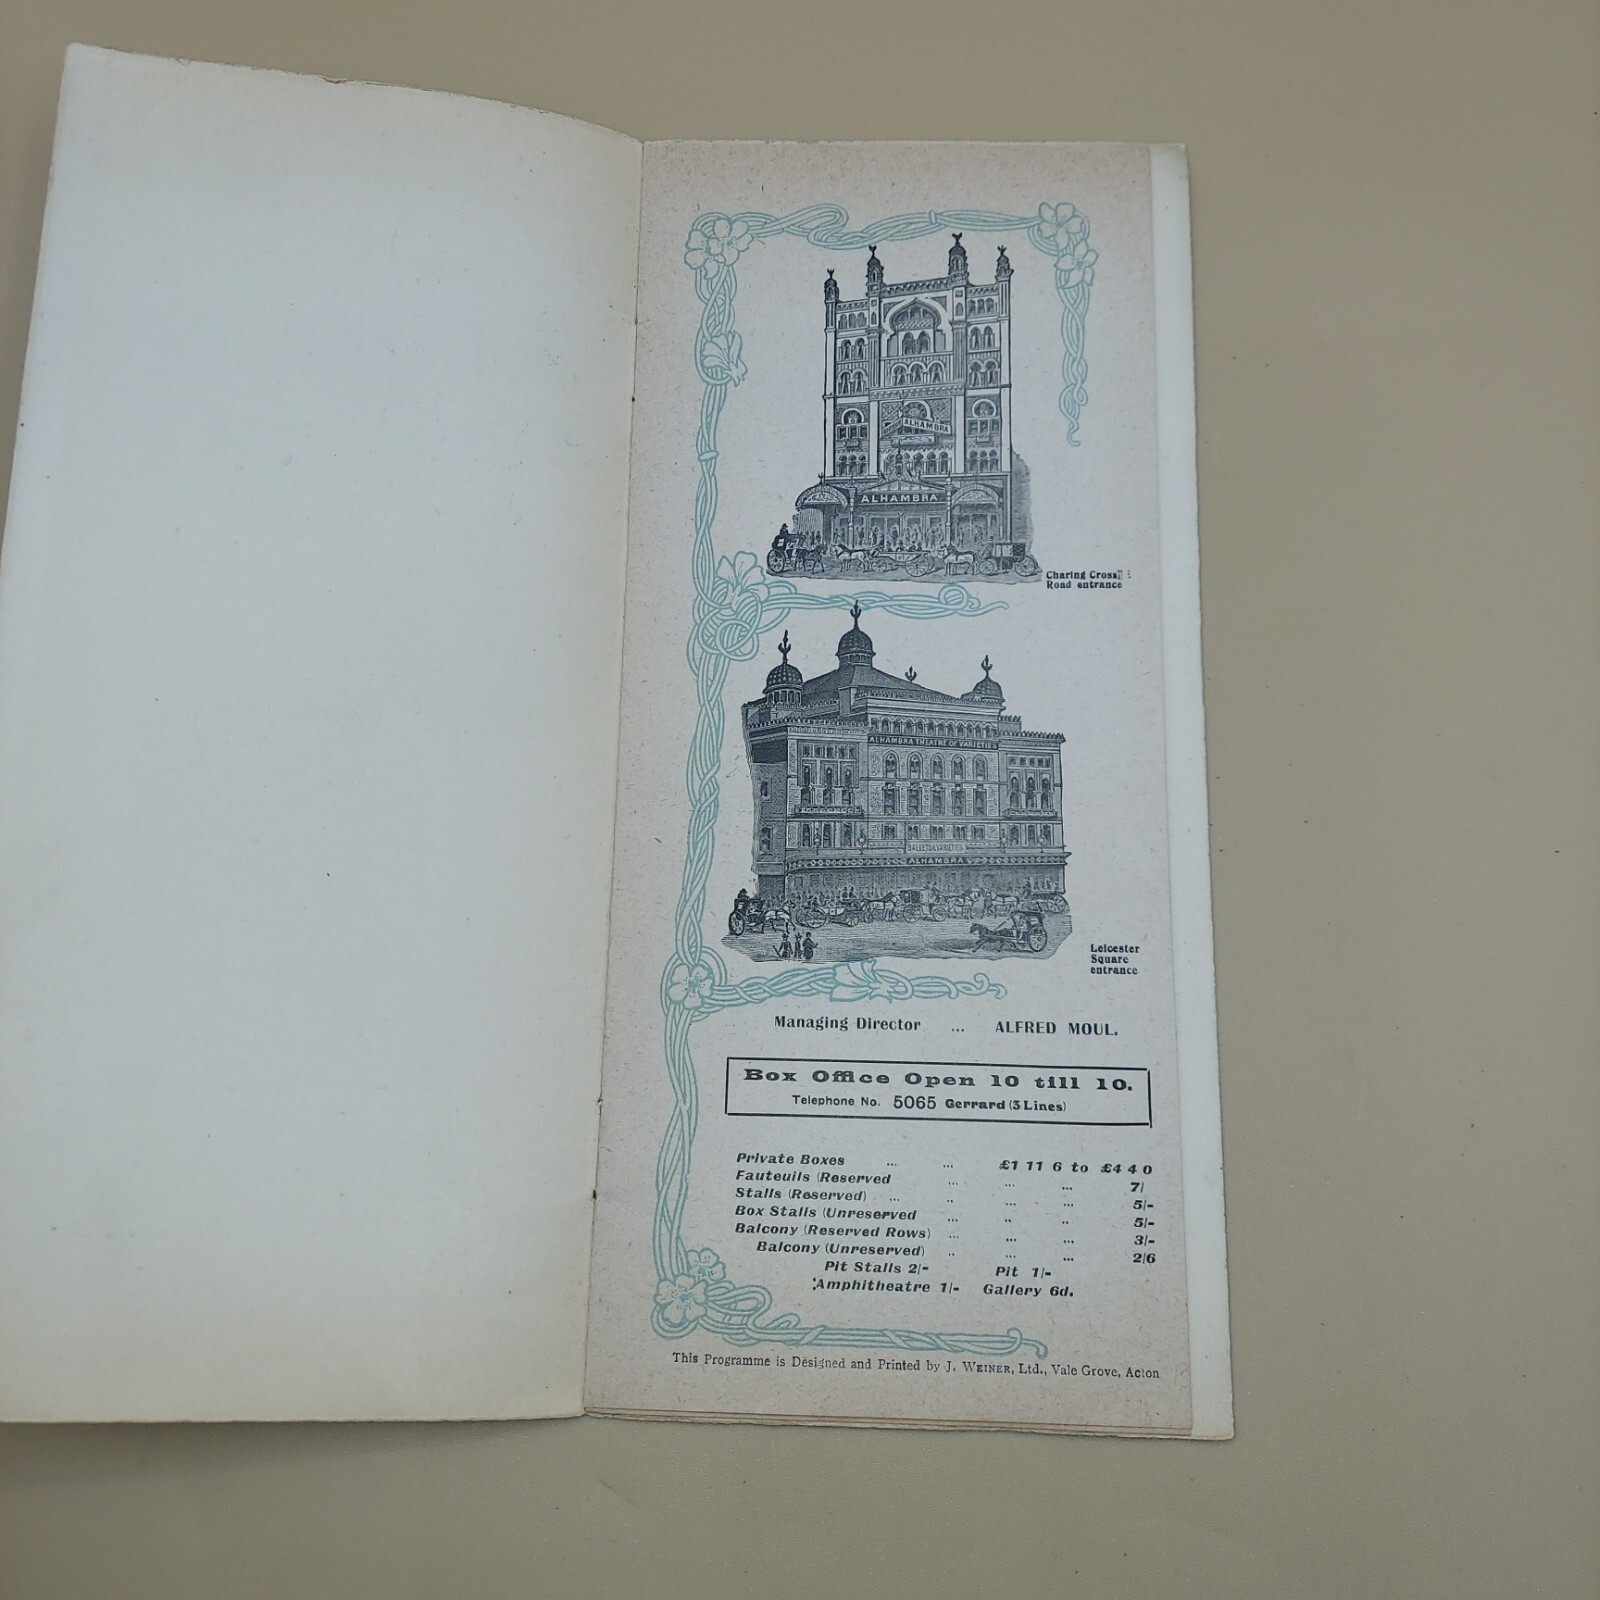 ALHAMBRA
ALHAMBRA
Charing Cross
Road entrance
ALHAMBRA THEATRE OF VARIETIES
BALLETS & VARIETIES
ALHAMBRA
Leicester
Square
entrance
Managing Director ... ALFRED MOUL.
Box Office Open 10 till 10.
Telephone No. 5065 Gerrard (3 Lines)
Private Boxes ... ... £1 11 6 to £4 4 0
Fauteuils (Reserved ... ... ... 7/
Stalls (Reserved) ... .. ... ... 5/-
Box Stalls (Unreserved ... .. .. 5/-
Balcony (Reserved Rows) ... ... ... 3/-
Balcony (Unreserved) .. ... ... 2/6
Pit Stalls 2/- Pit 1/-
Amphitheatre 1/- Gallery 6d.
This Programme is Designed and Printed by J. WEINER, Ltd., Vale Grove, Acton